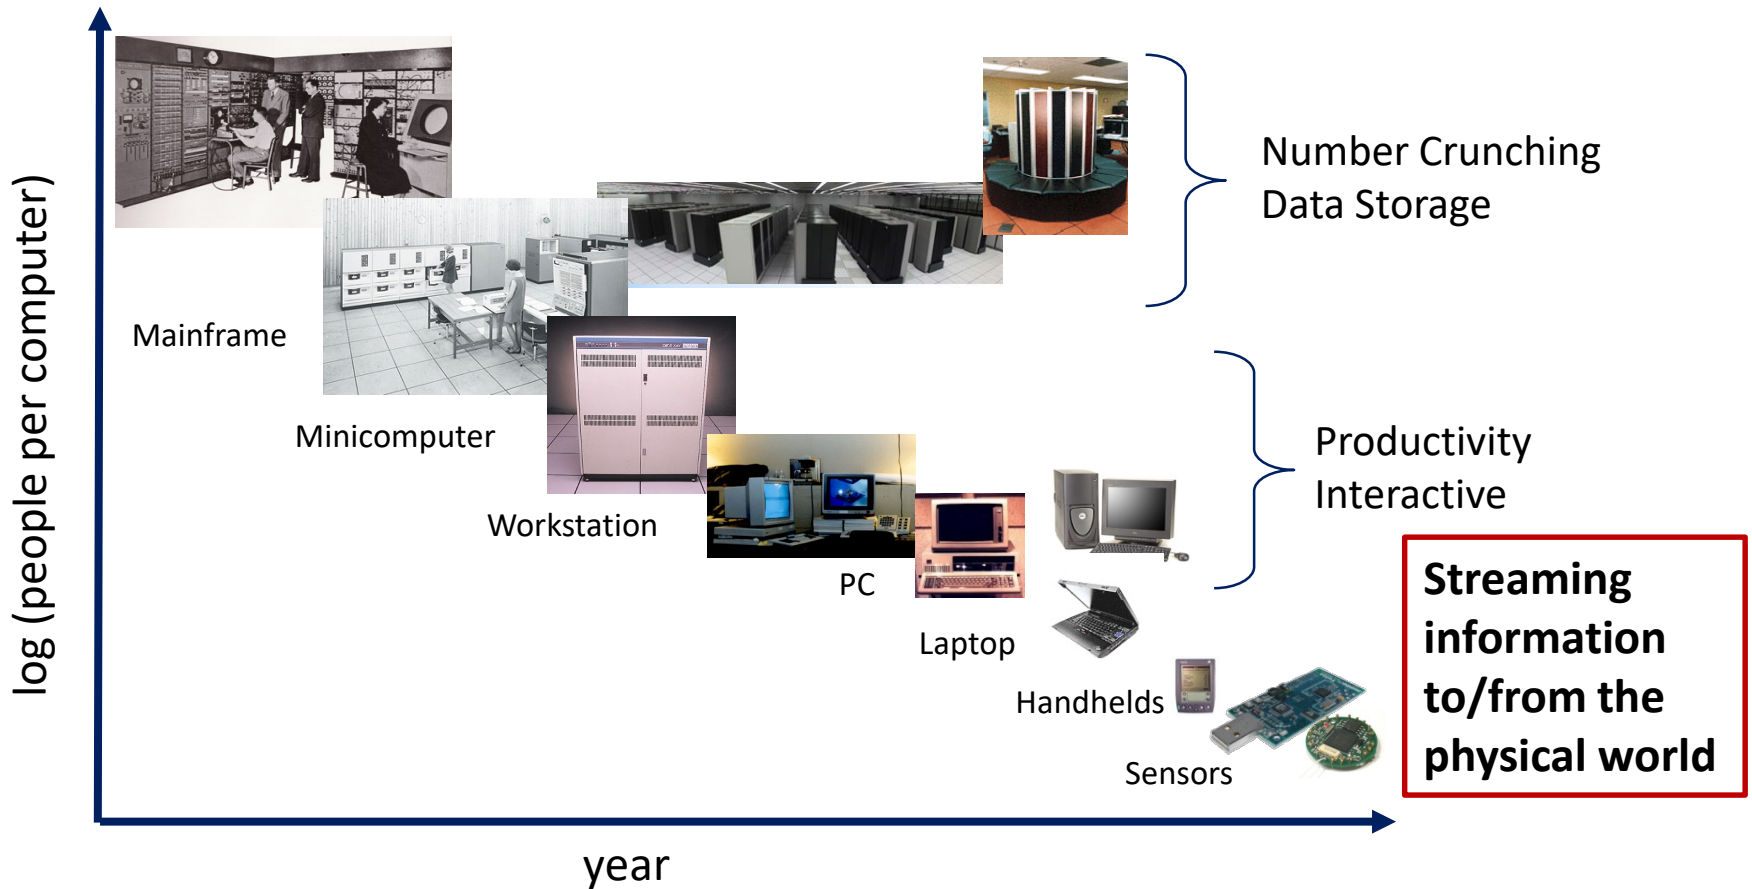 log (people per computer)
Mainframe
Minicomputer
Workstation
PC
Laptop
Handhelds
Sensors
Number Crunching
Data Storage
Productivity
Interactive
Streaming
information
to/from the
physical world
year